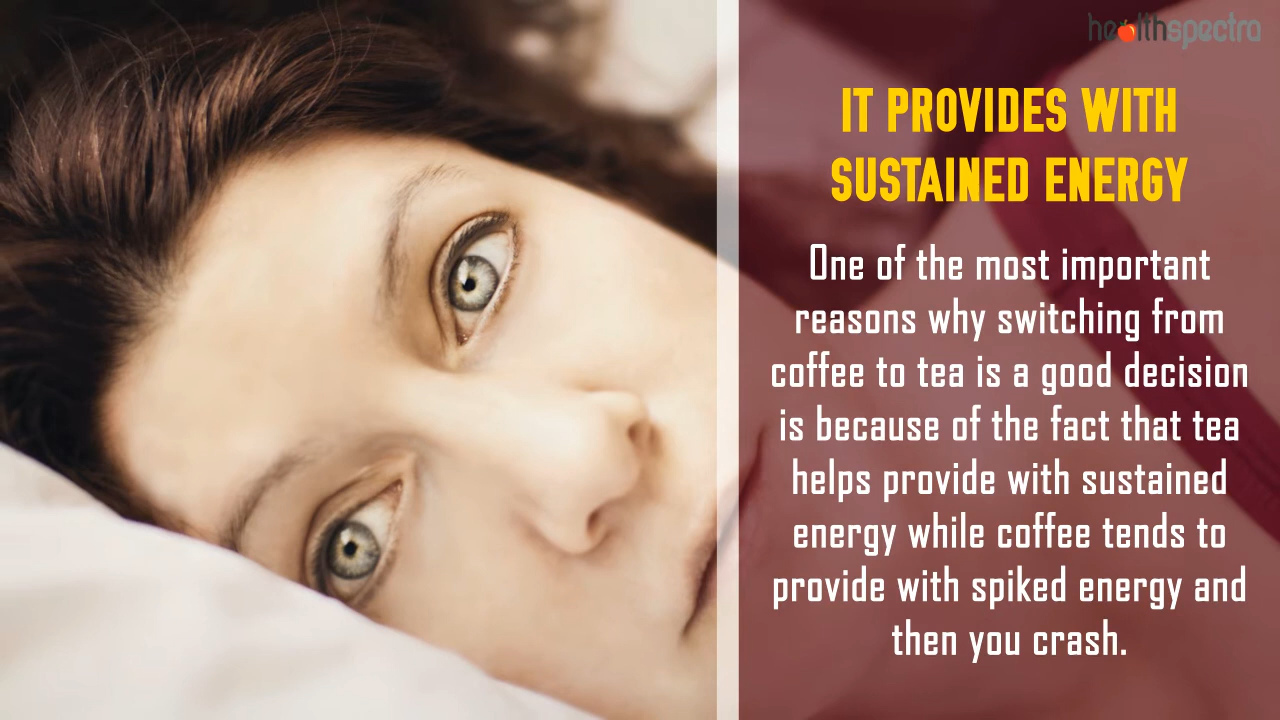 healthspectra
IT PROVIDES WITH
SUSTAINED ENERGY
One of the most important
reasons why switching from
coffee to tea is a good decision
is because of the fact that tea
helps provide with sustained
energy while coffee tends to
provide with spiked energy and
then you crash.